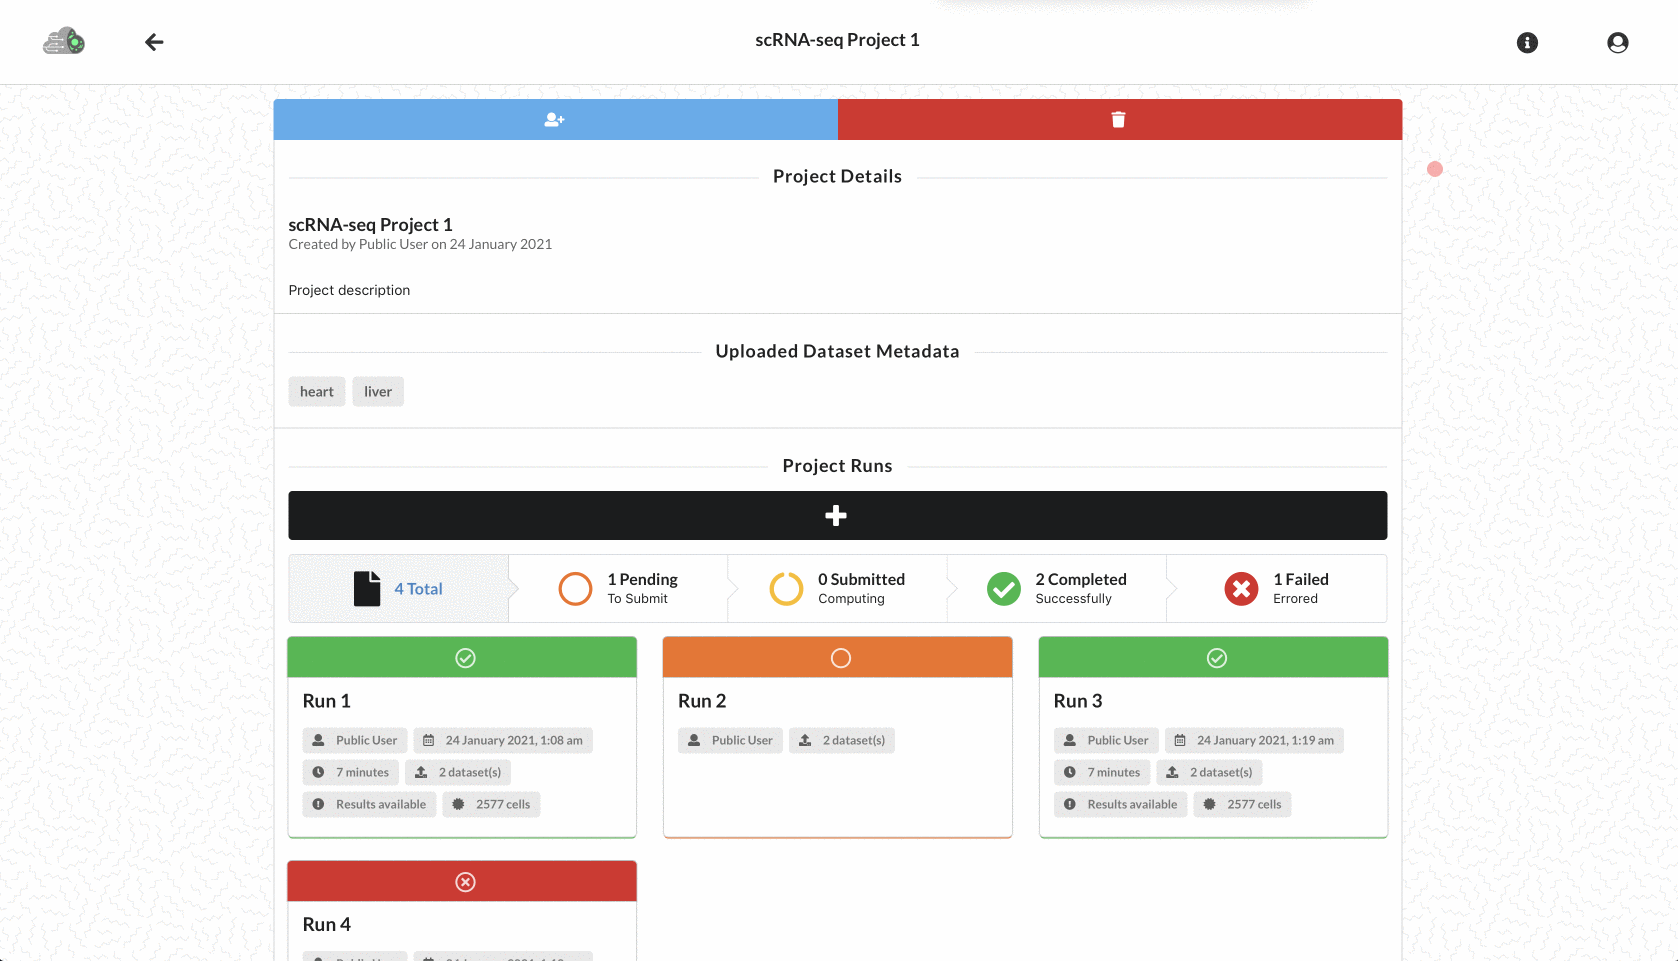 scRNA-seq Project 1
Project Details
scRNA-seq Project 1
Created by Public User on 24 January 2021
Project description
Uploaded Dataset Metadata
heart liver
Project Runs
4 Total
1 Pending
To Submit
0 Submitted
Computing
2 Completed
Successfully
1 Failed
Errored
Run 1
Public User 24 January 2021, 1:08 am
7 minutes 2 dataset(s)
Results available 2577 cells
Run 2
Public User 2 dataset(s)
Run 3
Public User 24 January 2021, 1:19 am
7 minutes 2 dataset(s)
Results available 2577 cells
Run 4